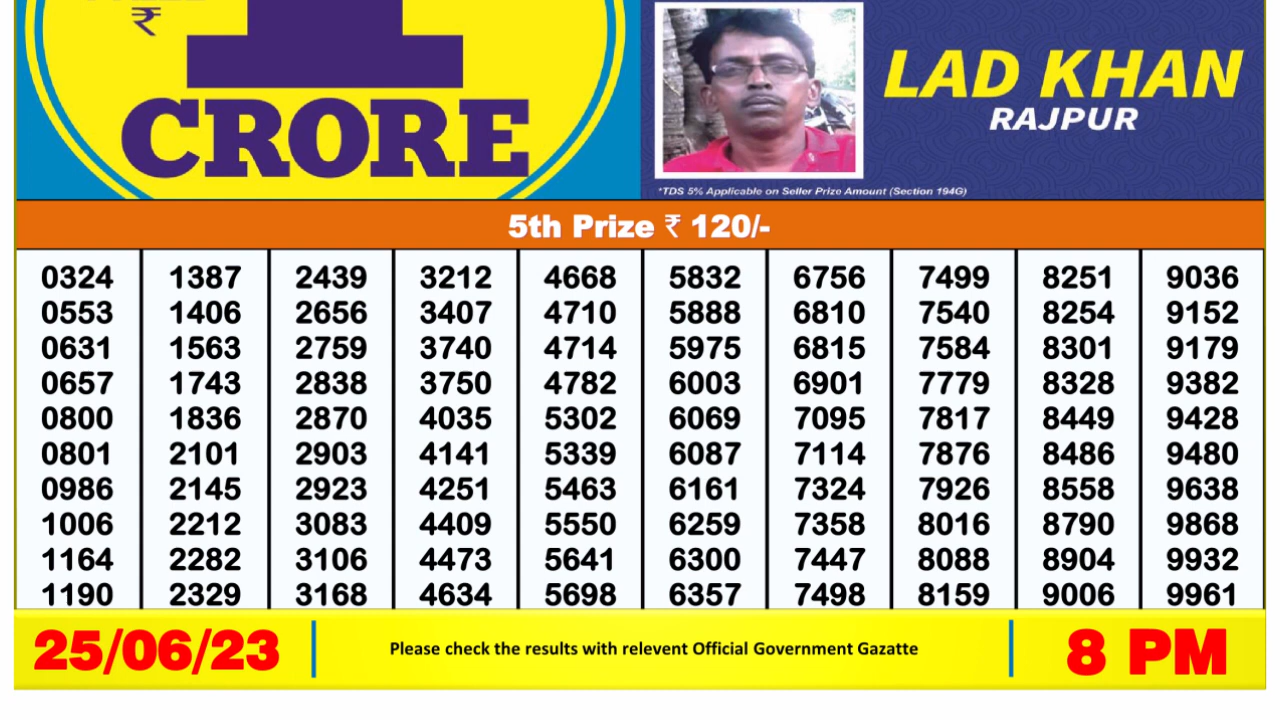 ₹
1
CRORE
LAD KHAN
RAJPUR
*TDS 5% Applicable on Seller Prize Amount (Section 194G)
5th Prize ₹ 120/-
0324 1387 2439 3212 4668 5832 6756 7499 8251 9036
0553 1406 2656 3407 4710 5888 6810 7540 8254 9152
0631 1563 2759 3740 4714 5975 6815 7584 8301 9179
0657 1743 2838 3750 4782 6003 6901 7779 8328 9382
0800 1836 2870 4035 5302 6069 7095 7817 8449 9428
0801 2101 2903 4141 5339 6087 7114 7876 8486 9480
0986 2145 2923 4251 5463 6161 7324 7926 8558 9638
1006 2212 3083 4409 5550 6259 7358 8016 8790 9868
1164 2282 3106 4473 5641 6300 7447 8088 8904 9932
1190 2329 3168 4634 5698 6357 7498 8159 9006 9961
25/06/23 Please check the results with relevent Official Government Gazatte 8 PM